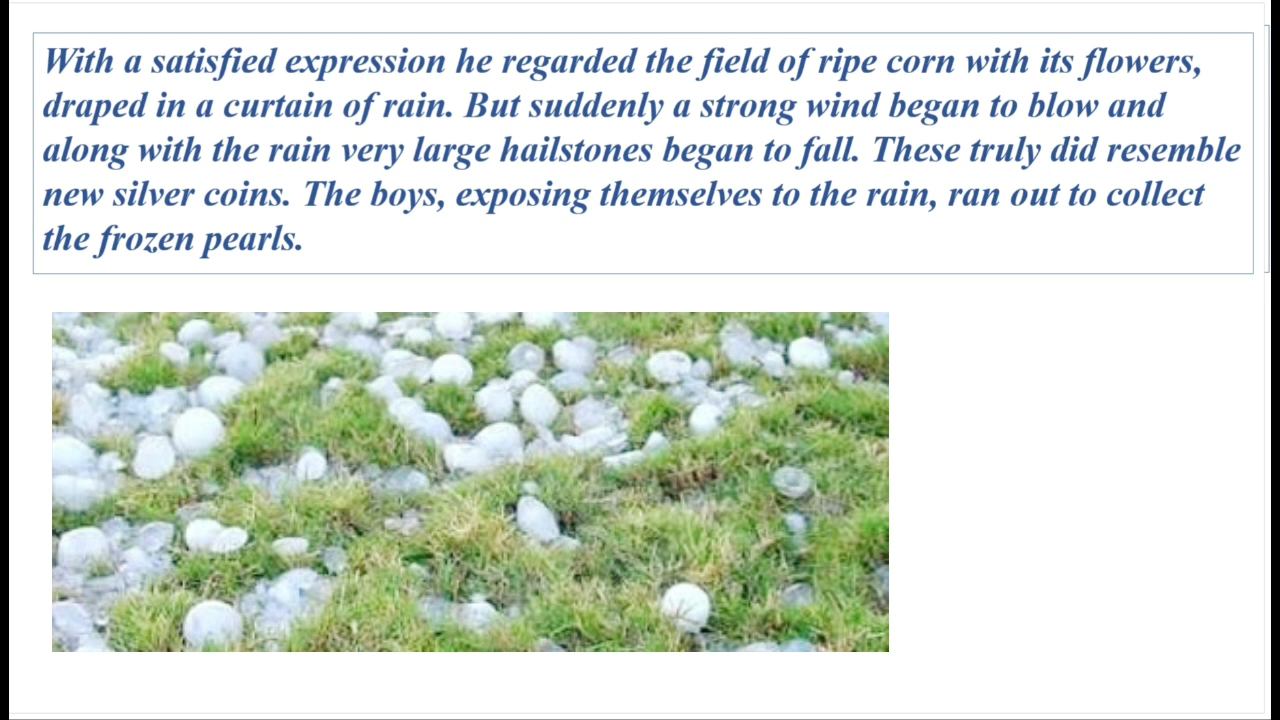 With a satisfied expression he regarded the field of ripe corn with its flowers,
draped in a curtain of rain. But suddenly a strong wind began to blow and
along with the rain very large hailstones began to fall. These truly did resemble
new silver coins. The boys, exposing themselves to the rain, ran out to collect
the frozen pearls.